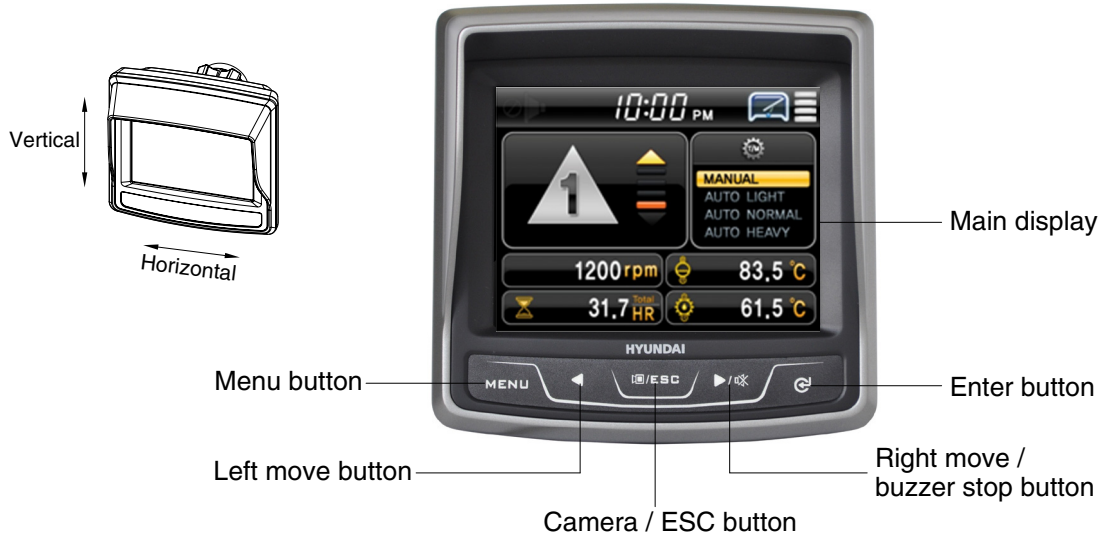 Vertical
Horizontal
10:00 PM
1
T/M
MANUAL
AUTO LIGHT
AUTO NORMAL
AUTO HEAVY
1200 rpm
83.5 °C
31.7 Total HR
61.5 °C
HYUNDAI
MENU
/ESC
/
Main display
Menu button
Enter button
Left move button
Right move /
buzzer stop button
Camera / ESC button